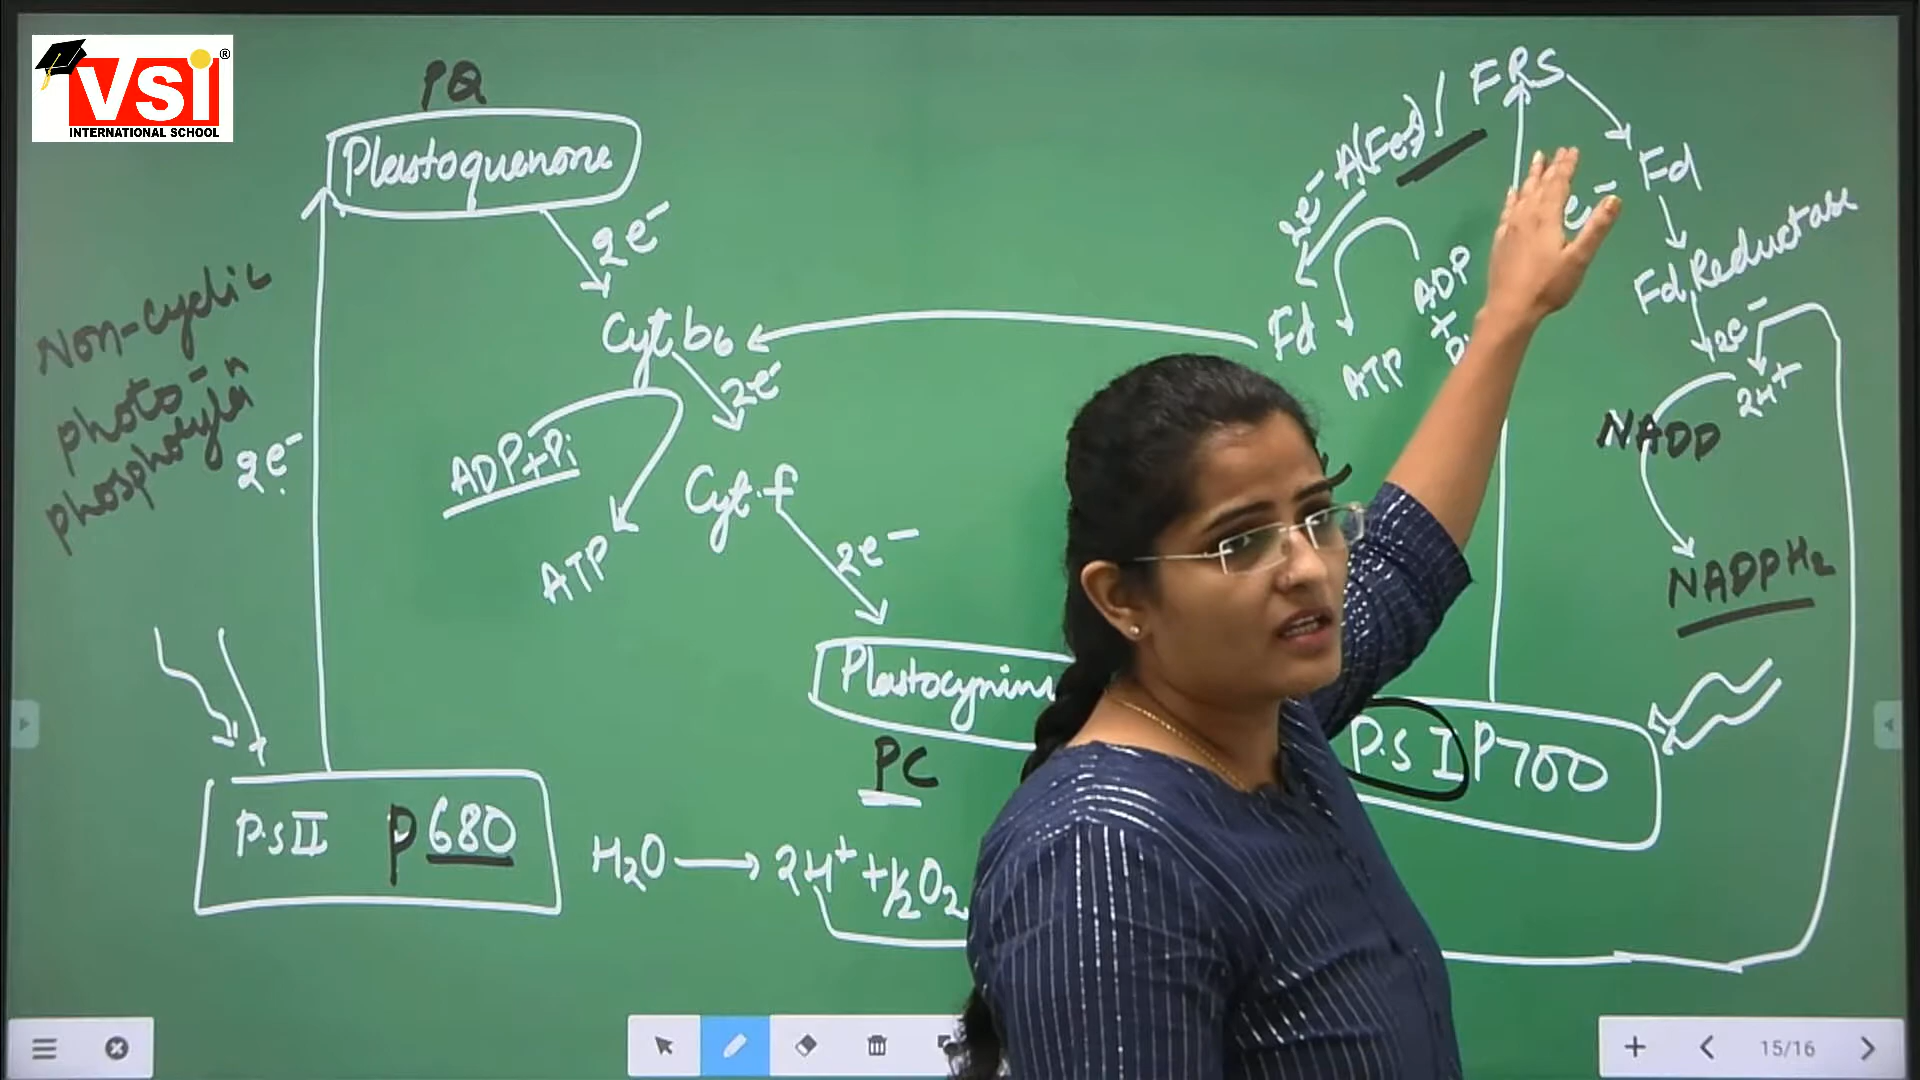 VSI
®
INTERNATIONAL SCHOOL
PQ
Plastoquenone
2e⁻
Cyt b6
2e⁻
ADP+Pi
ATP
Cyt.f
2e⁻
Plastocynin
PC
Non-cyclic
photo-
phosphorylaⁿ
2e⁻
P.S II P680
H₂O → 2H⁺ + ½O₂
FRS
A(FeS)
2e⁻
Fd
ADP
+
Pi
ATP
e⁻
Fd
Fd Reductase
2e⁻
2H⁺
NADP
NADPH₂
P.S I P700
15/16